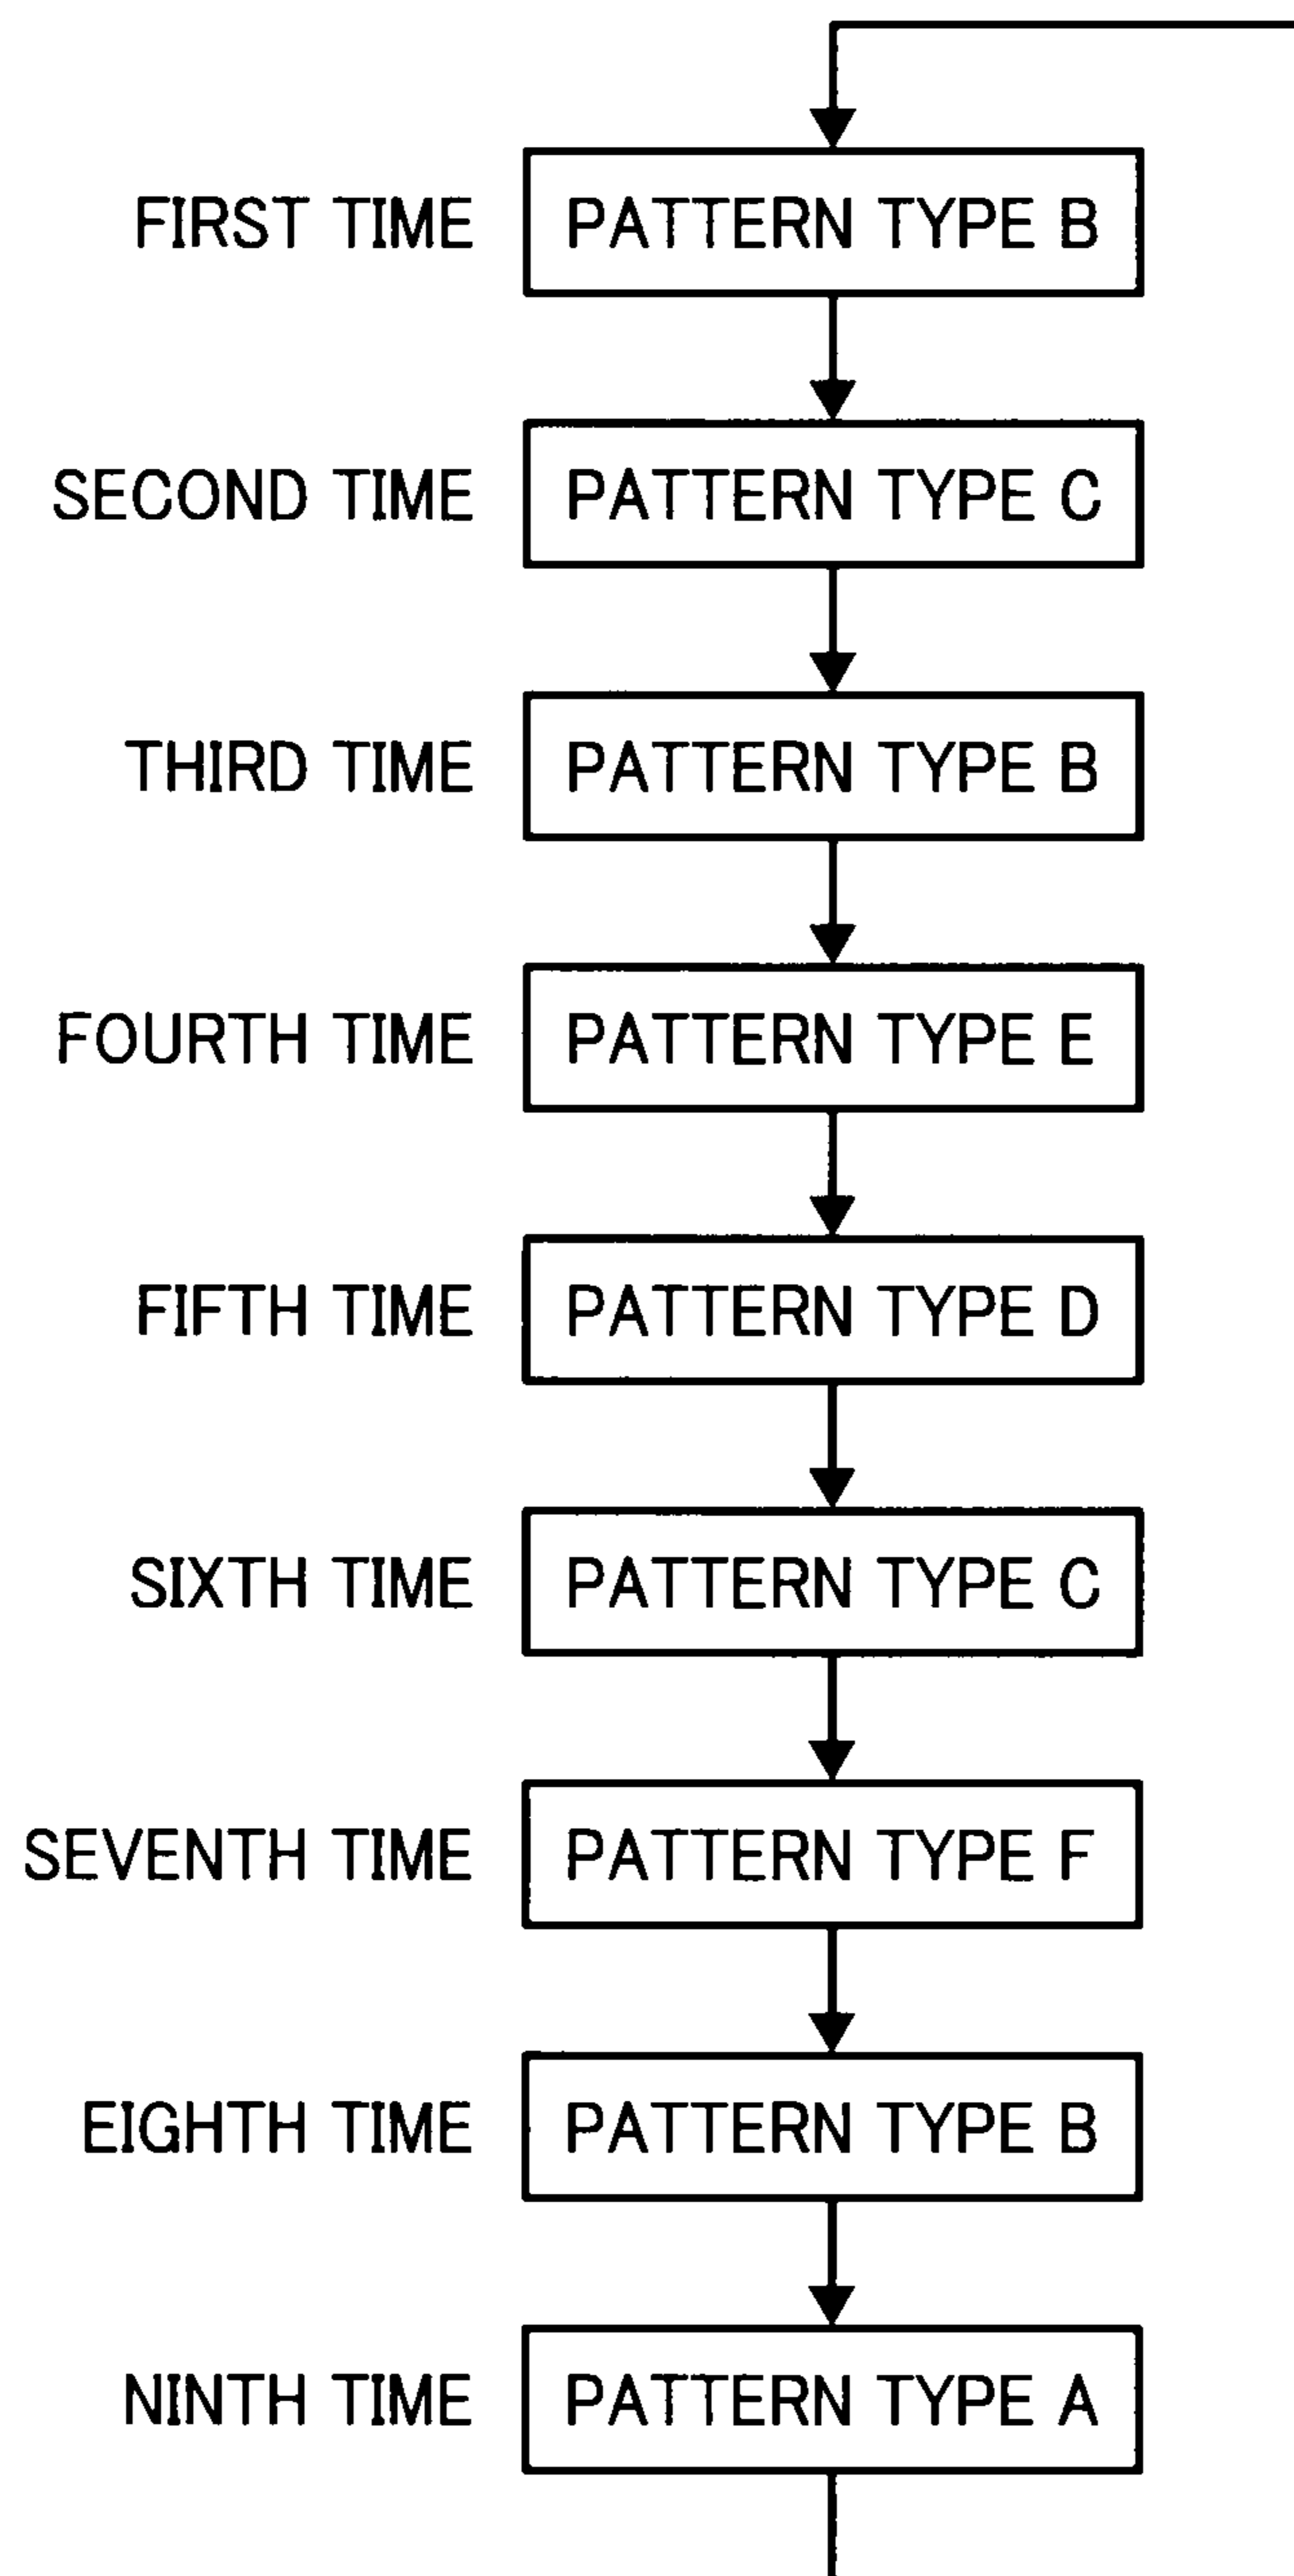 FIRST TIME PATTERN TYPE B
SECOND TIME PATTERN TYPE C
THIRD TIME PATTERN TYPE B
FOURTH TIME PATTERN TYPE E
FIFTH TIME PATTERN TYPE D
SIXTH TIME PATTERN TYPE C
SEVENTH TIME PATTERN TYPE F
EIGHTH TIME PATTERN TYPE B
NINTH TIME PATTERN TYPE A